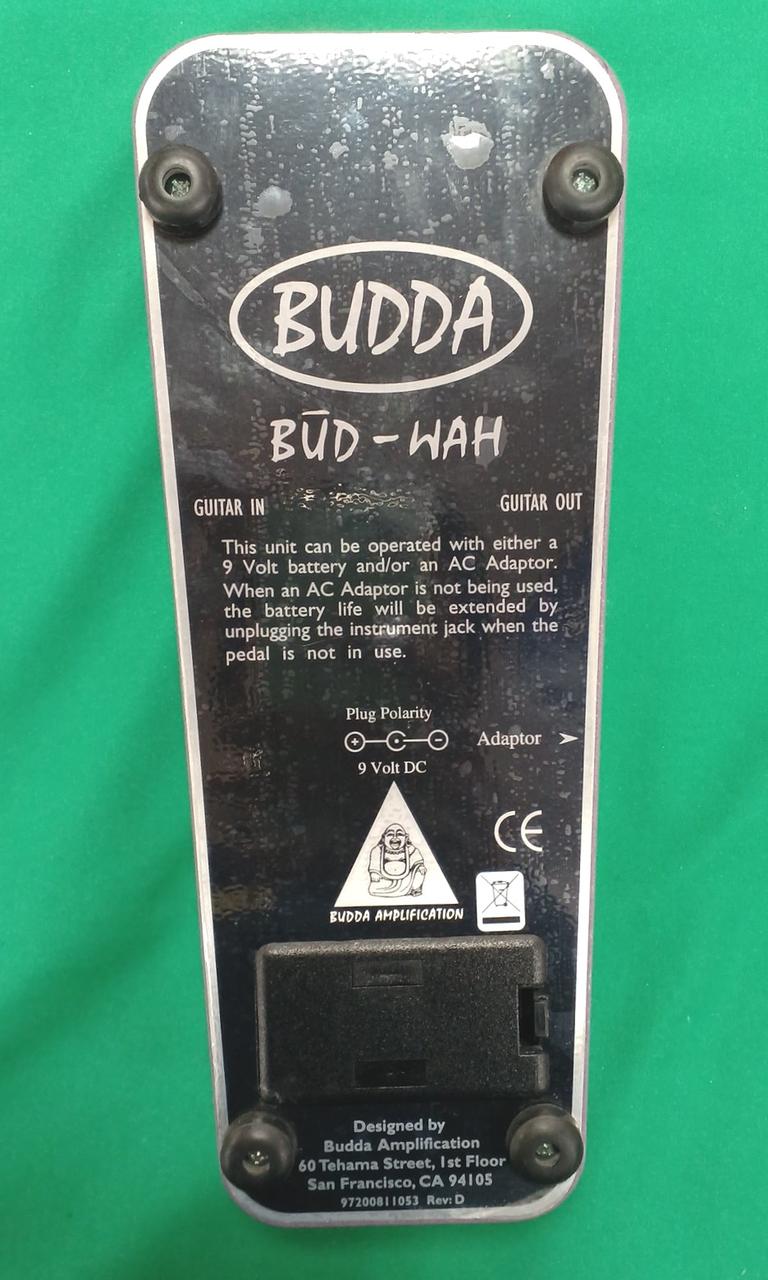 BUDDA
BŪD-WAH
GUITAR IN GUITAR OUT
This unit can be operated with either a
9 Volt battery and/or an AC Adaptor.
When an AC Adaptor is not being used,
the battery life will be extended by
unplugging the instrument jack when the
pedal is not in use.
Plug Polarity
+ -
Adaptor
9 Volt DC
CE
BUDDA AMPLIFICATION
Designed by
Budda Amplification
60 Tehama Street, 1st Floor
San Francisco, CA 94105
97200811053 Rev: D